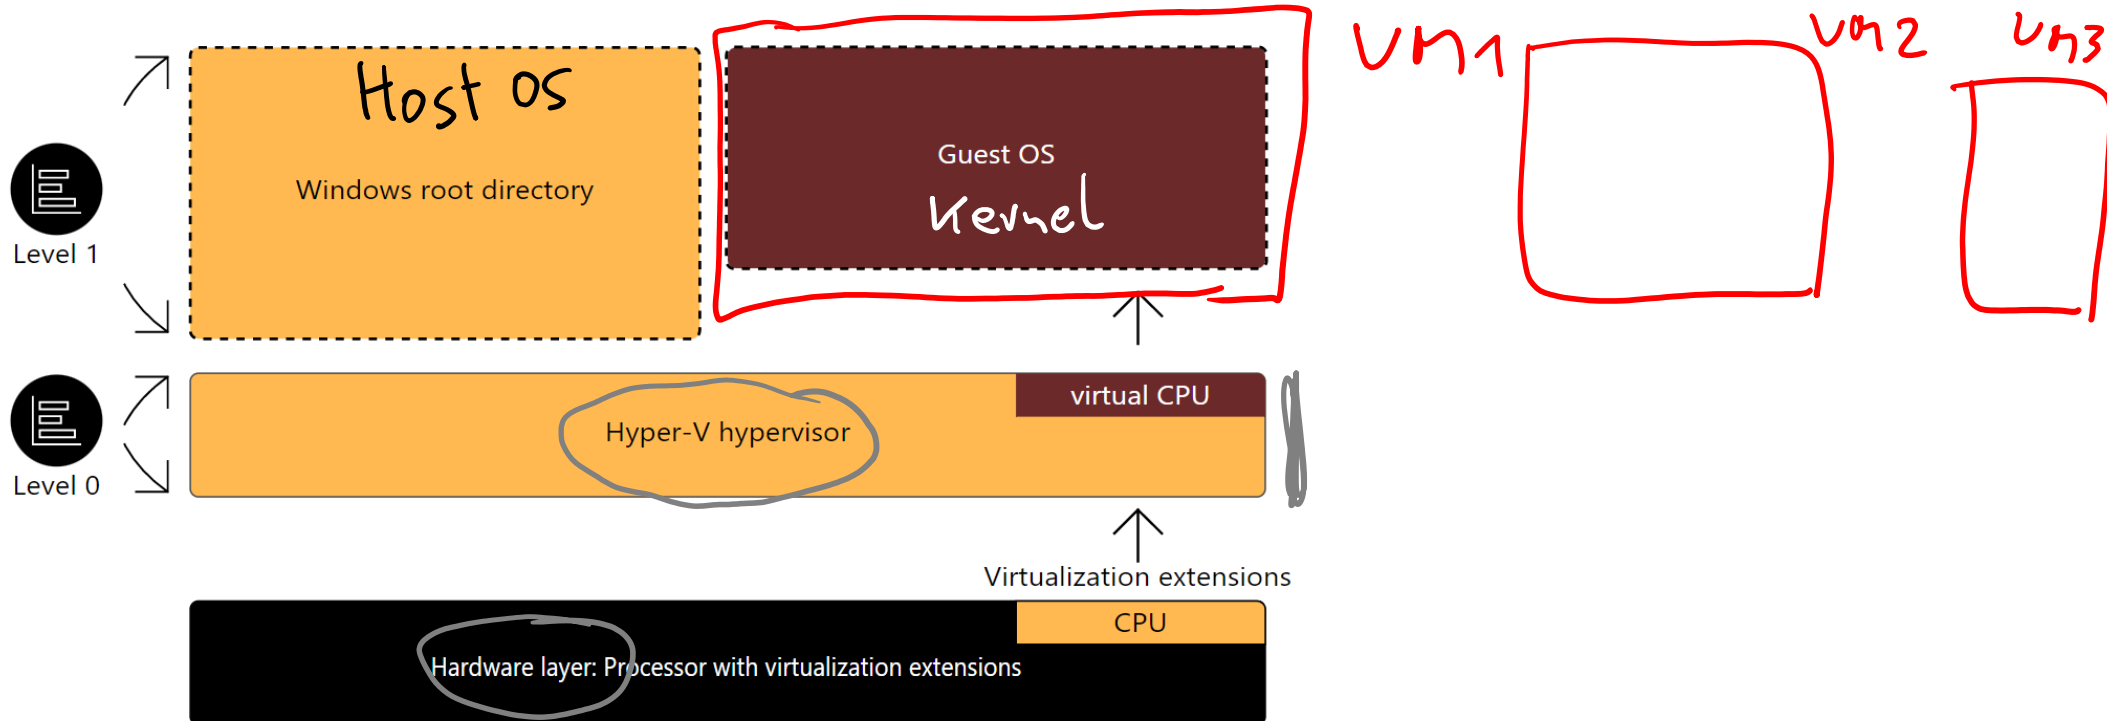 Host OS
Windows root directory
Level 1
Guest OS
Kernel
VM1
VM2
VM3
virtual CPU
Hyper-V hypervisor
Level 0
Virtualization extensions
CPU
Hardware layer: Processor with virtualization extensions